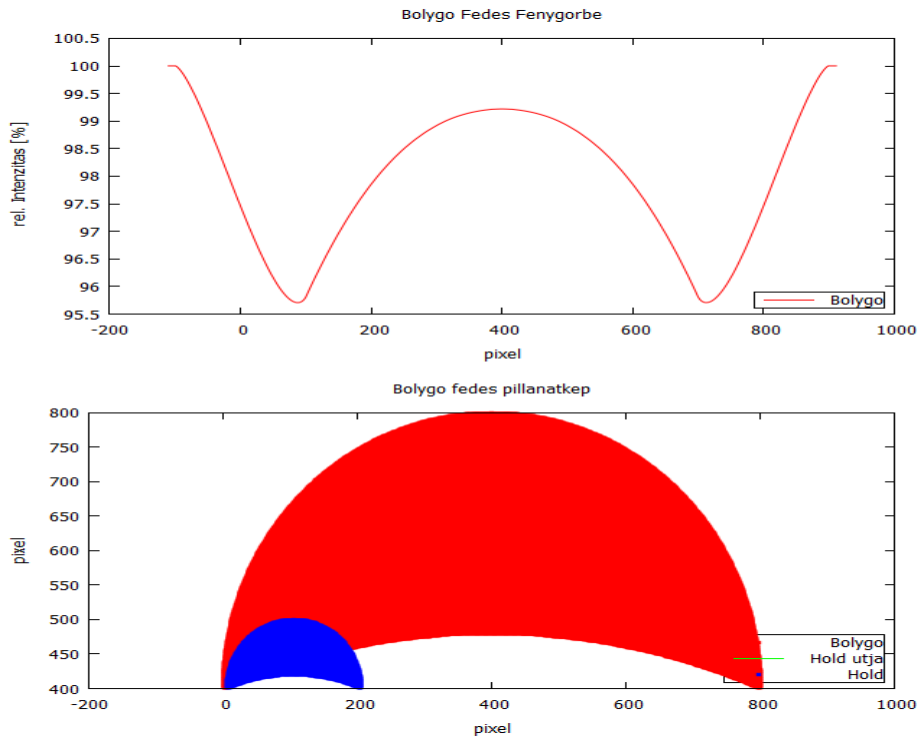 Bolygo Fedes Fenygorbe
100.5
100
99.5
99
98.5
98
97.5
97
96.5
96
95.5
rel. Intenzitas [%]
Bolygo
-200 0 200 400 600 800 1000
pixel
Bolygo fedes pillanatkep
800
750
700
650
600
550
500
450
400
pixel
Bolygo
Hold utja
Hold
-200 0 200 400 600 800 1000
pixel